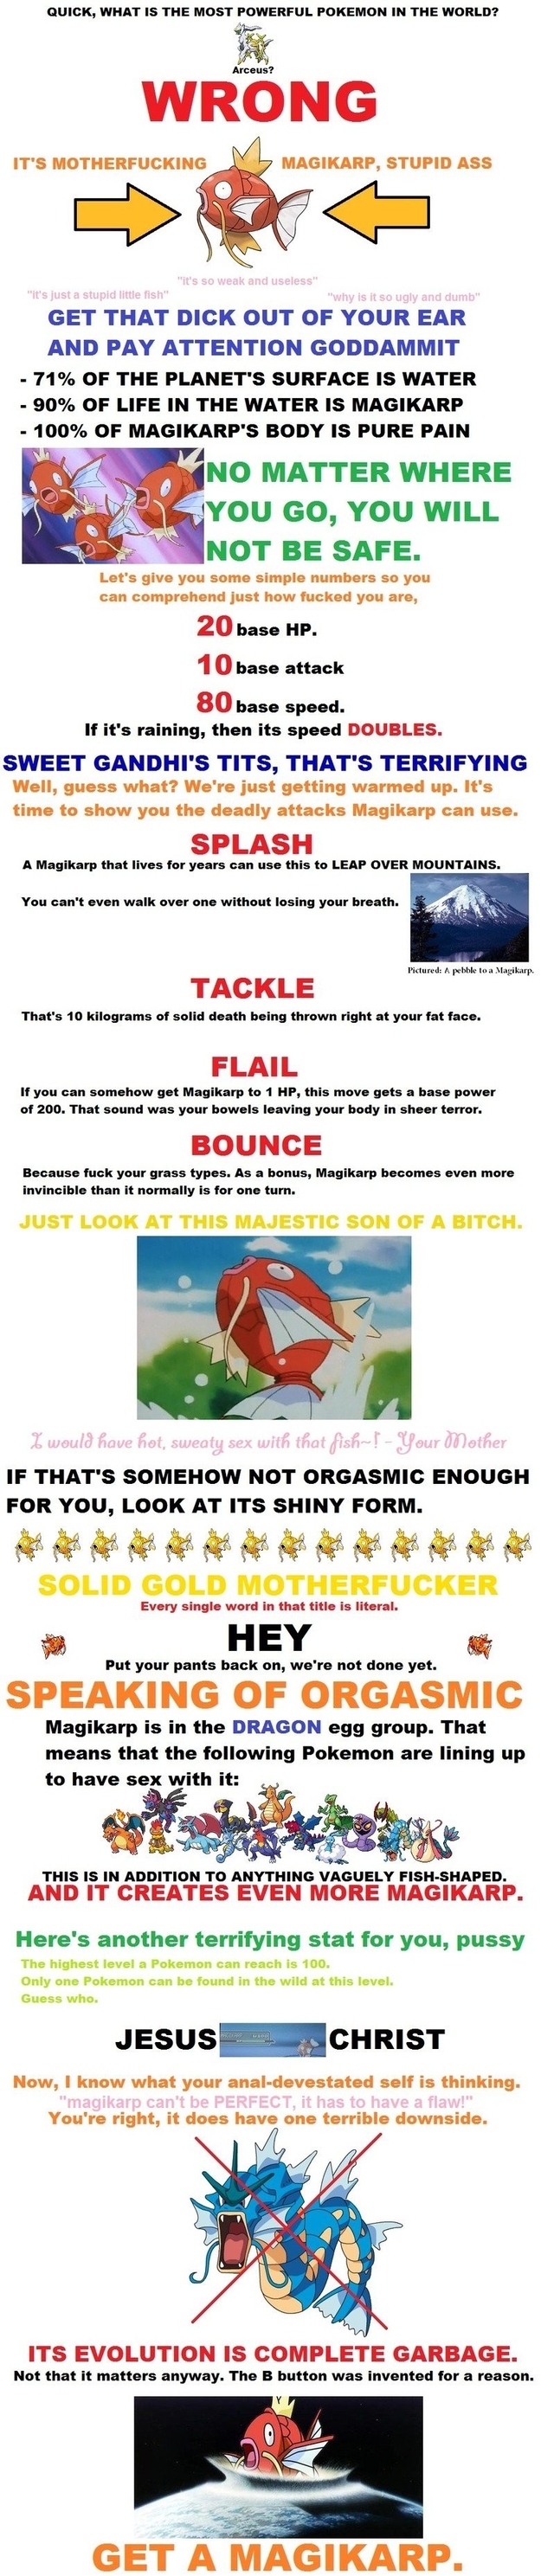 QUICK, WHAT IS THE MOST POWERFUL POKEMON IN THE WORLD?
Arceus?
WRONG
IT'S MOTHERFUCKING MAGIKARP, STUPID ASS
"it's so weak and useless"
"it's just a stupid little fish"
"why is it so ugly and dumb"
GET THAT DICK OUT OF YOUR EAR
AND PAY ATTENTION GODDAMMIT
- 71% OF THE PLANET'S SURFACE IS WATER
- 90% OF LIFE IN THE WATER IS MAGIKARP
- 100% OF MAGIKARP'S BODY IS PURE PAIN
NO MATTER WHERE
YOU GO, YOU WILL
NOT BE SAFE.
Let's give you some simple numbers so you
can comprehend just how fucked you are,
20 base HP.
10 base attack
80 base speed.
If it's raining, then its speed DOUBLES.
SWEET GANDHI'S TITS, THAT'S TERRIFYING
Well, guess what? We're just getting warmed up. It's
time to show you the deadly attacks Magikarp can use.
SPLASH
A Magikarp that lives for years can use this to LEAP OVER MOUNTAINS.
You can't even walk over one without losing your breath.
Pictured: A pebble to a Magikarp.
TACKLE
That's 10 kilograms of solid death being thrown right at your fat face.
FLAIL
If you can somehow get Magikarp to 1 HP, this move gets a base power
of 200. That sound was your bowels leaving your body in sheer terror.
BOUNCE
Because fuck your grass types. As a bonus, Magikarp becomes even more
invincible than it normally is for one turn.
JUST LOOK AT THIS MAJESTIC SON OF A BITCH.
I would have hot, sweaty sex with that fish~! - Your Mother
IF THAT'S SOMEHOW NOT ORGASMIC ENOUGH
FOR YOU, LOOK AT ITS SHINY FORM.
SOLID GOLD MOTHERFUCKER
Every single word in that title is literal.
HEY
Put your pants back on, we're not done yet.
SPEAKING OF ORGASMIC
Magikarp is in the DRAGON egg group. That
means that the following Pokemon are lining up
to have sex with it:
THIS IS IN ADDITION TO ANYTHING VAGUELY FISH-SHAPED.
AND IT CREATES EVEN MORE MAGIKARP.
Here's another terrifying stat for you, pussy
The highest level a Pokemon can reach is 100.
Only one Pokemon can be found in the wild at this level.
Guess who.
JESUS CHRIST
Now, I know what your anal-devestated self is thinking.
"magikarp can't be PERFECT, it has to have a flaw!"
You're right, it does have one terrible downside.
ITS EVOLUTION IS COMPLETE GARBAGE.
Not that it matters anyway. The B button was invented for a reason.
GET A MAGIKARP.